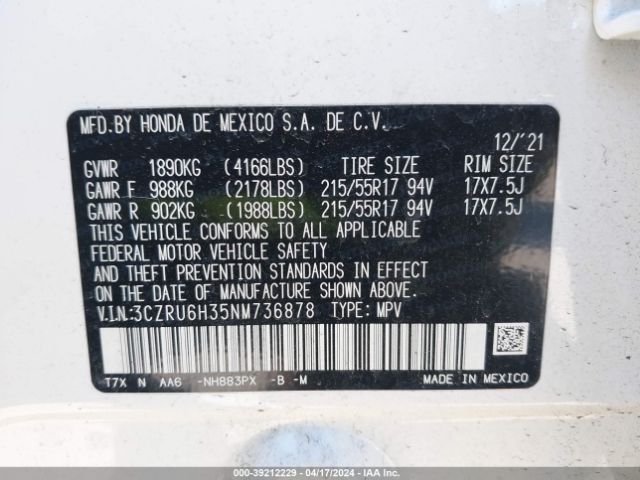 MFD.BY HONDA DE MEXICO S.A. DE C.V.
12/'21
GVWR 1890KG (4166LBS) TIRE SIZE RIM SIZE
GAWR F 988KG (2178LBS) 215/55R17 94V 17X7.5J
GAWR R 902KG (1988LBS) 215/55R17 94V 17X7.5J
THIS VEHICLE CONFORMS TO ALL APPLICABLE
FEDERAL MOTOR VEHICLE SAFETY
AND THEFT PREVENTION STANDARDS IN EFFECT
ON THE DATE OF MANUFACTURE SHOWN ABOVE.
V.I.N.:3CZRU6H35NM736878 TYPE: MPV
T7X N AA6 -NH883PX -B -M MADE IN MEXICO
000-39212229 - 04/17/2024 - IAA Inc.